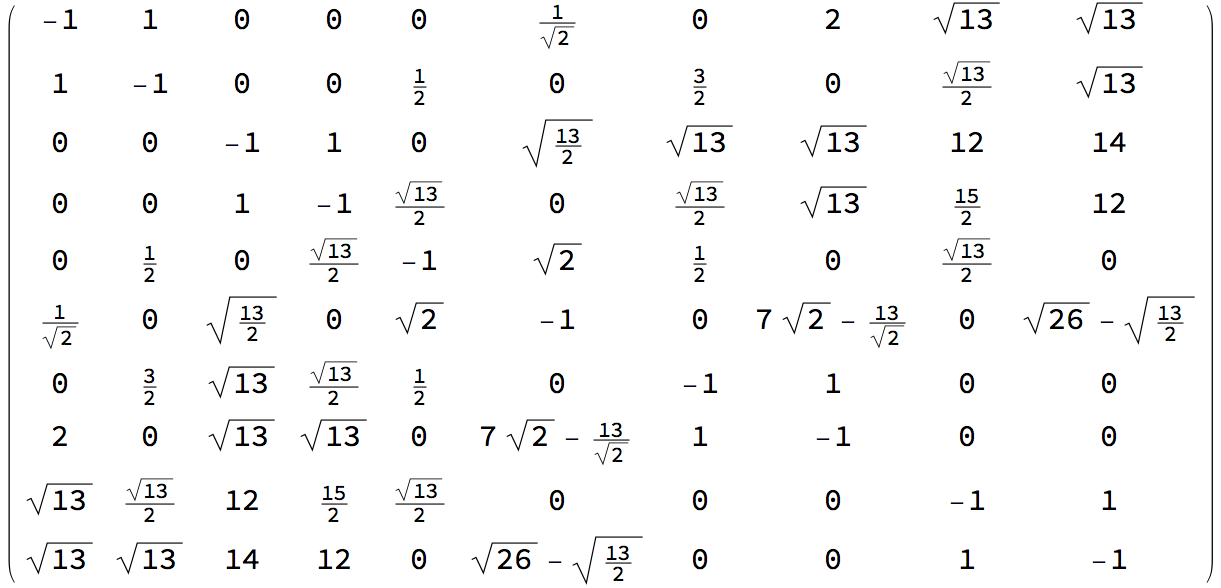 -1 1 0 0 0 1/√2 0 2 √13 √13
1 -1 0 0 1/2 0 3/2 0 √13/2 √13
0 0 -1 1 0 √(13/2) √13 √13 12 14
0 0 1 -1 √13/2 0 √13/2 √13 15/2 12
0 1/2 0 √13/2 -1 √2 1/2 0 √13/2 0
1/√2 0 √(13/2) 0 √2 -1 0 7√2 - 13/√2 0 √26 - √(13/2)
0 3/2 √13 √13/2 1/2 0 -1 1 0 0
2 0 √13 √13 0 7√2 - 13/√2 1 -1 0 0
√13 √13/2 12 15/2 √13/2 0 0 0 -1 1
√13 √13 14 12 0 √26 - √(13/2) 0 0 1 -1